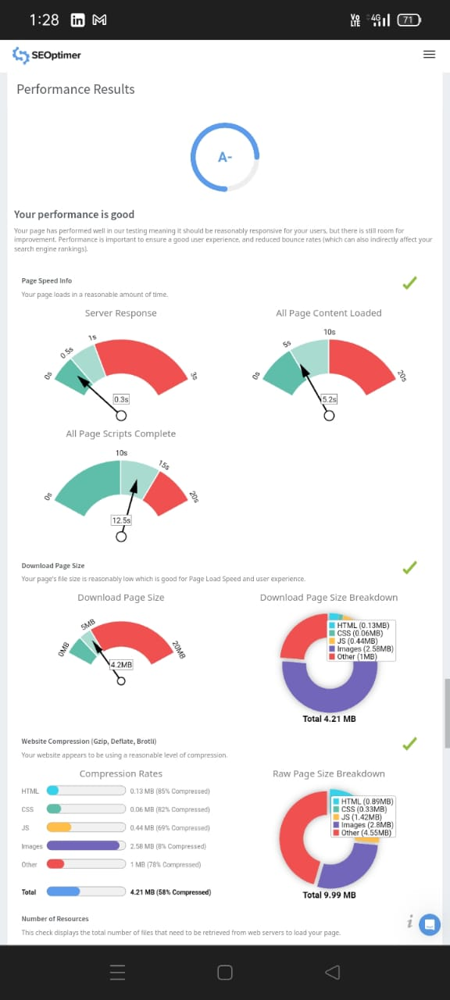 1:28
Vo LTE 4G 71
SEOptimer
Performance Results
A-
Your performance is good
Your page has performed well in our testing meaning it should be reasonably responsive for your users, but there is still room for
improvement. Performance is important to ensure a good user experience, and reduced bounce rates (which can also indirectly affect your
search engine rankings).
Page Speed Info
Your page loads in a reasonable amount of time.
Server Response
0s
0.5s
1s
3s
0.3s
All Page Content Loaded
0s
5s
10s
20s
5.2s
All Page Scripts Complete
0s
10s
15s
20s
12.5s
Download Page Size
Your page's file size is reasonably low which is good for Page Load Speed and user experience.
Download Page Size
0MB
5MB
20MB
4.2MB
Download Page Size Breakdown
HTML (0.13MB)
CSS (0.06MB)
JS (0.44MB)
Images (2.58MB)
Other (1MB)
Total 4.21 MB
Website Compression (Gzip, Deflate, Brotli)
Your website appears to be using a reasonable level of compression.
Compression Rates
HTML 0.13 MB (85% Compressed)
CSS 0.06 MB (82% Compressed)
JS 0.44 MB (69% Compressed)
Images 2.58 MB (8% Compressed)
Other 1 MB (78% Compressed)
Total 4.21 MB (58% Compressed)
Raw Page Size Breakdown
HTML (0.89MB)
CSS (0.33MB)
JS (1.42MB)
Images (2.8MB)
Other (4.55MB)
Total 9.99 MB
Number of Resources
This check displays the total number of files that need to be retrieved from web servers to load your page.